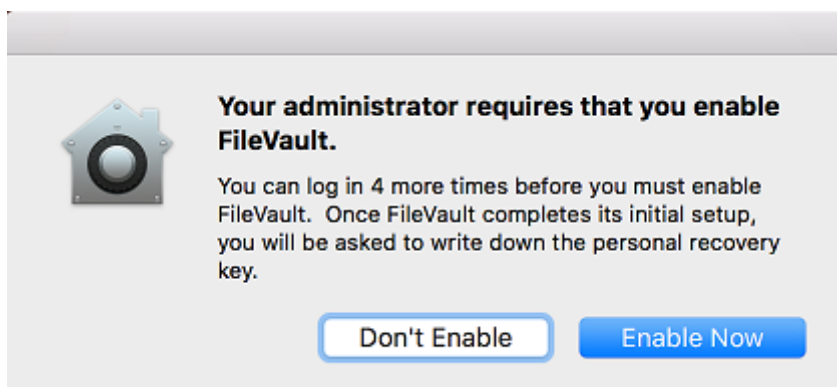 Your administrator requires that you enable
FileVault.
You can log in 4 more times before you must enable
FileVault.  Once FileVault completes its initial setup,
you will be asked to write down the personal recovery
key.
Don't Enable
Enable Now